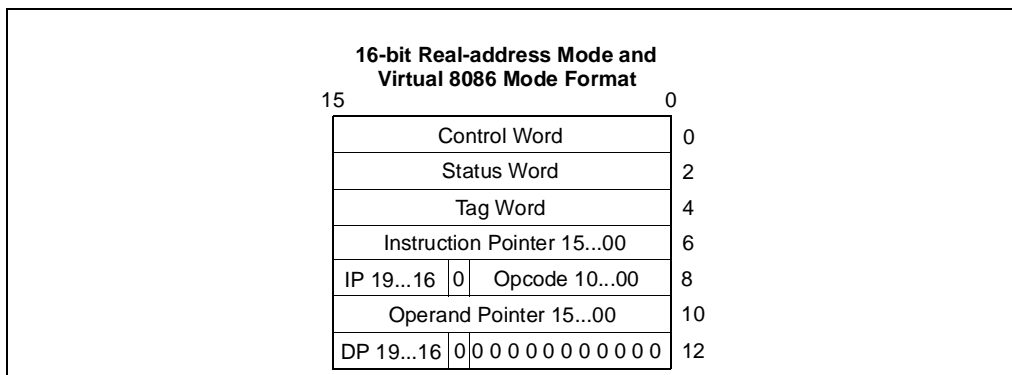 16-bit Real-address Mode and
Virtual 8086 Mode Format
15 0
Control Word 0
Status Word 2
Tag Word 4
Instruction Pointer 15...00 6
IP 19...16 0 Opcode 10...00 8
Operand Pointer 15...00 10
DP 19...16 0 0 0 0 0 0 0 0 0 0 0 0 12